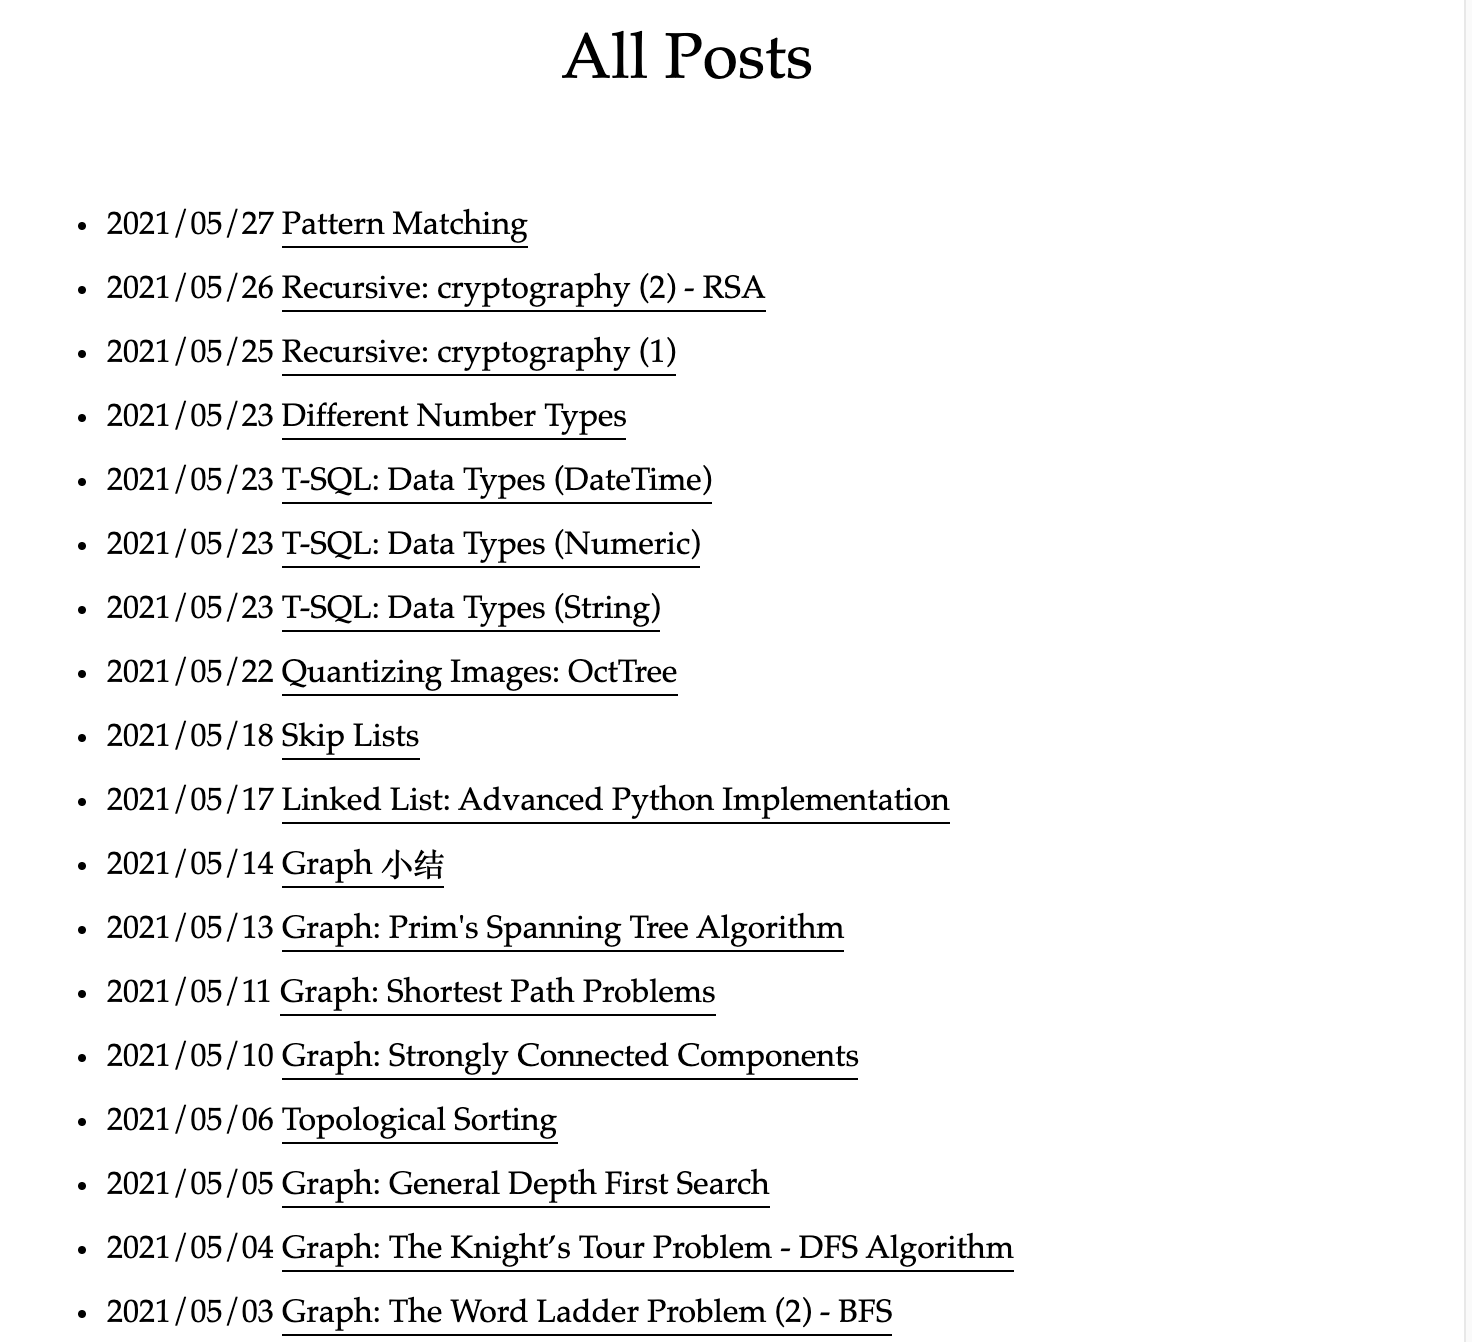 All Posts
• 2021/05/27 Pattern Matching
• 2021/05/26 Recursive: cryptography (2) - RSA
• 2021/05/25 Recursive: cryptography (1)
• 2021/05/23 Different Number Types
• 2021/05/23 T-SQL: Data Types (DateTime)
• 2021/05/23 T-SQL: Data Types (Numeric)
• 2021/05/23 T-SQL: Data Types (String)
• 2021/05/22 Quantizing Images: OctTree
• 2021/05/18 Skip Lists
• 2021/05/17 Linked List: Advanced Python Implementation
• 2021/05/14 Graph 小结
• 2021/05/13 Graph: Prim's Spanning Tree Algorithm
• 2021/05/11 Graph: Shortest Path Problems
• 2021/05/10 Graph: Strongly Connected Components
• 2021/05/06 Topological Sorting
• 2021/05/05 Graph: General Depth First Search
• 2021/05/04 Graph: The Knight’s Tour Problem - DFS Algorithm
• 2021/05/03 Graph: The Word Ladder Problem (2) - BFS